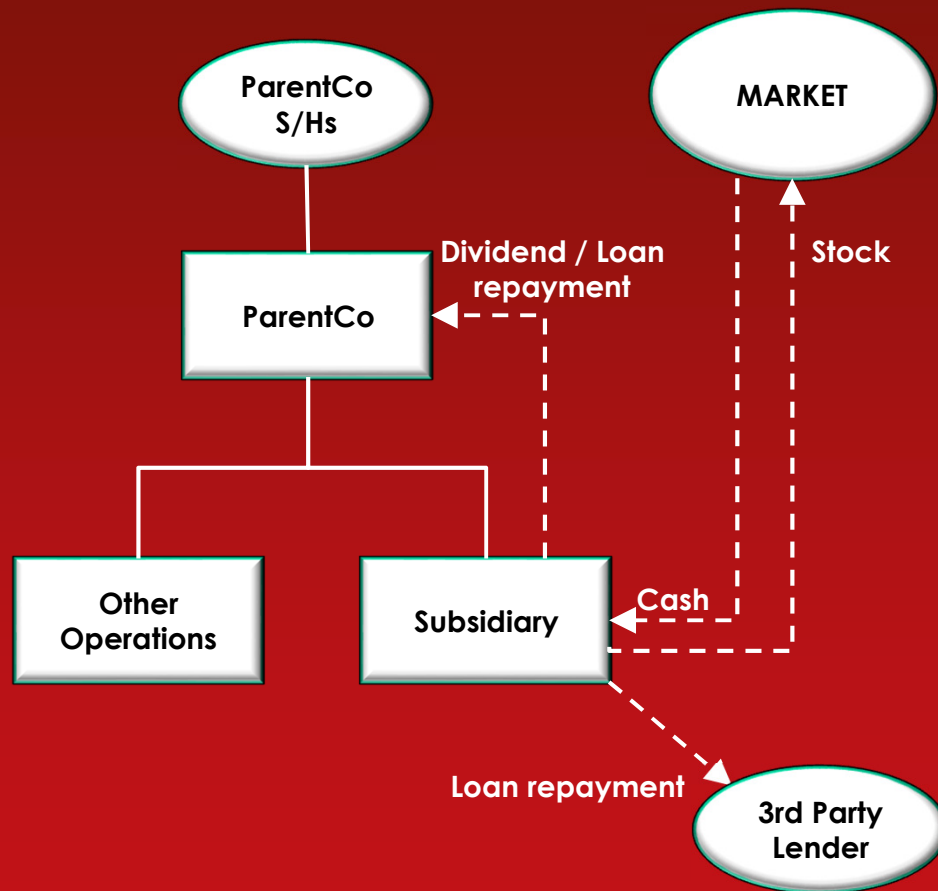 ParentCo
S/Hs
MARKET
Dividend / Loan
repayment
Stock
ParentCo
Other
Operations
Subsidiary
Cash
Loan repayment
3rd Party
Lender